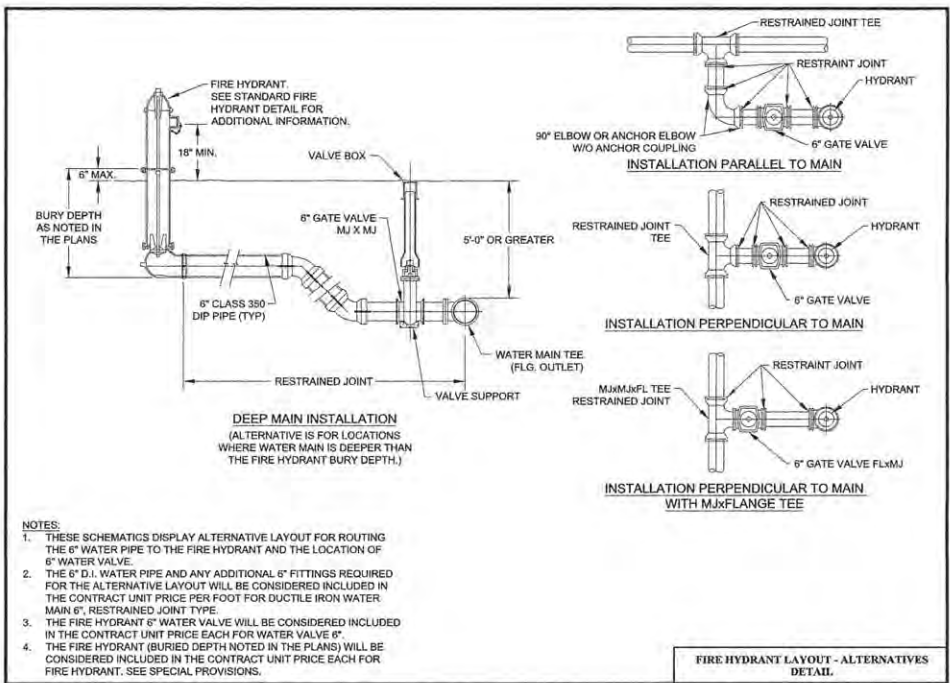 FIRE HYDRANT.
SEE STANDARD FIRE
HYDRANT DETAIL FOR
ADDITIONAL INFORMATION.
18" MIN.
6" MAX.
VALVE BOX
BURY DEPTH
AS NOTED IN
THE PLANS
6" GATE VALVE
MJ X MJ
5'-0" OR GREATER
6" CLASS 350
DIP PIPE (TYP)
WATER MAIN TEE
(FLG. OUTLET)
RESTRAINED JOINT
VALVE SUPPORT
DEEP MAIN INSTALLATION
(ALTERNATIVE IS FOR LOCATIONS
WHERE WATER MAIN IS DEEPER THAN
THE FIRE HYDRANT BURY DEPTH.)
RESTRAINED JOINT TEE
RESTRAINT JOINT
HYDRANT
90° ELBOW OR ANCHOR ELBOW
W/O ANCHOR COUPLING
6" GATE VALVE
INSTALLATION PARALLEL TO MAIN
RESTRAINED JOINT
RESTRAINED JOINT
TEE
HYDRANT
6" GATE VALVE
INSTALLATION PERPENDICULAR TO MAIN
RESTRAINT JOINT
MJxMJxFL TEE
RESTRAINED JOINT
HYDRANT
6" GATE VALVE FLxMJ
INSTALLATION PERPENDICULAR TO MAIN
WITH MJxFLANGE TEE
NOTES:
1. THESE SCHEMATICS DISPLAY ALTERNATIVE LAYOUT FOR ROUTING
THE 6" WATER PIPE TO THE FIRE HYDRANT AND THE LOCATION OF
6" WATER VALVE.
2. THE 6" D.I. WATER PIPE AND ANY ADDITIONAL 6" FITTINGS REQUIRED
FOR THE ALTERNATIVE LAYOUT WILL BE CONSIDERED INCLUDED IN
THE CONTRACT UNIT PRICE PER FOOT FOR DUCTILE IRON WATER
MAIN 6", RESTRAINED JOINT TYPE.
3. THE FIRE HYDRANT 6" WATER VALVE WILL BE CONSIDERED INCLUDED
IN THE CONTRACT UNIT PRICE EACH FOR WATER VALVE 6".
4. THE FIRE HYDRANT (BURIED DEPTH NOTED IN THE PLANS) WILL BE
CONSIDERED INCLUDED IN THE CONTRACT UNIT PRICE EACH FOR
FIRE HYDRANT. SEE SPECIAL PROVISIONS.
FIRE HYDRANT LAYOUT - ALTERNATIVES
DETAIL